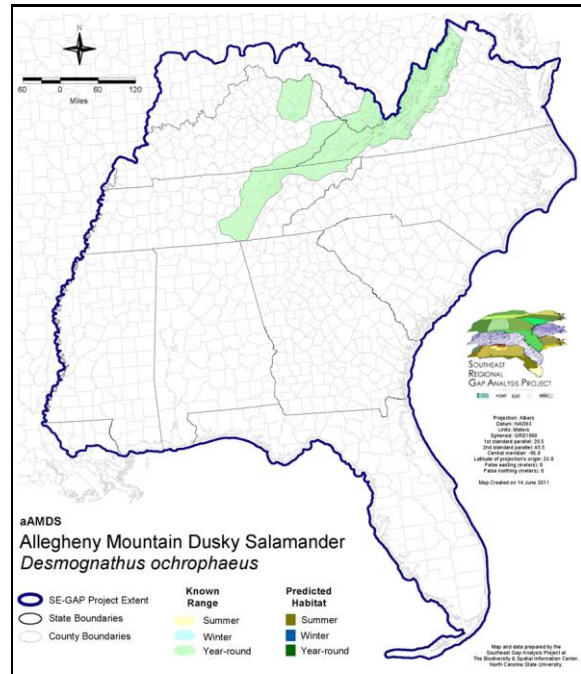 N
60 0 60 120
Miles
SOUTHEAST
REGIONAL
GAP ANALYSIS PROJECT
Projection: Albers
Datum: NAD83
Units: Meters
Spheroid: GRS1980
1st standard parallel: 29.5
2nd standard parallel: 45.5
Central meridian: -96.0
Latitude of projection's origin: 23.0
False easting (meters): 0
False northing (meters): 0
Map Created on 14 June 2011
aAMDS
Allegheny Mountain Dusky Salamander
Desmognathus ochrophaeus
SE-GAP Project Extent
State Boundaries
County Boundaries
Known
Range
Summer
Winter
Year-round
Predicted
Habitat
Summer
Winter
Year-round
Map and data prepared by the
Southeast Gap Analysis Project at
The Biodiversity & Spatial Information Center,
North Carolina State University.